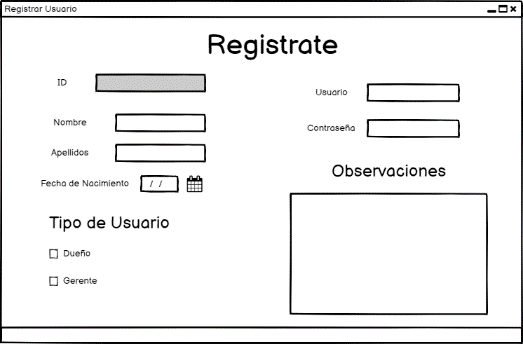 Registrar Usuario
Registrate
ID
Nombre
Apellidos
Fecha de Nacimiento / /
Tipo de Usuario
Dueño
Gerente
Usuario
Contraseña
Observaciones